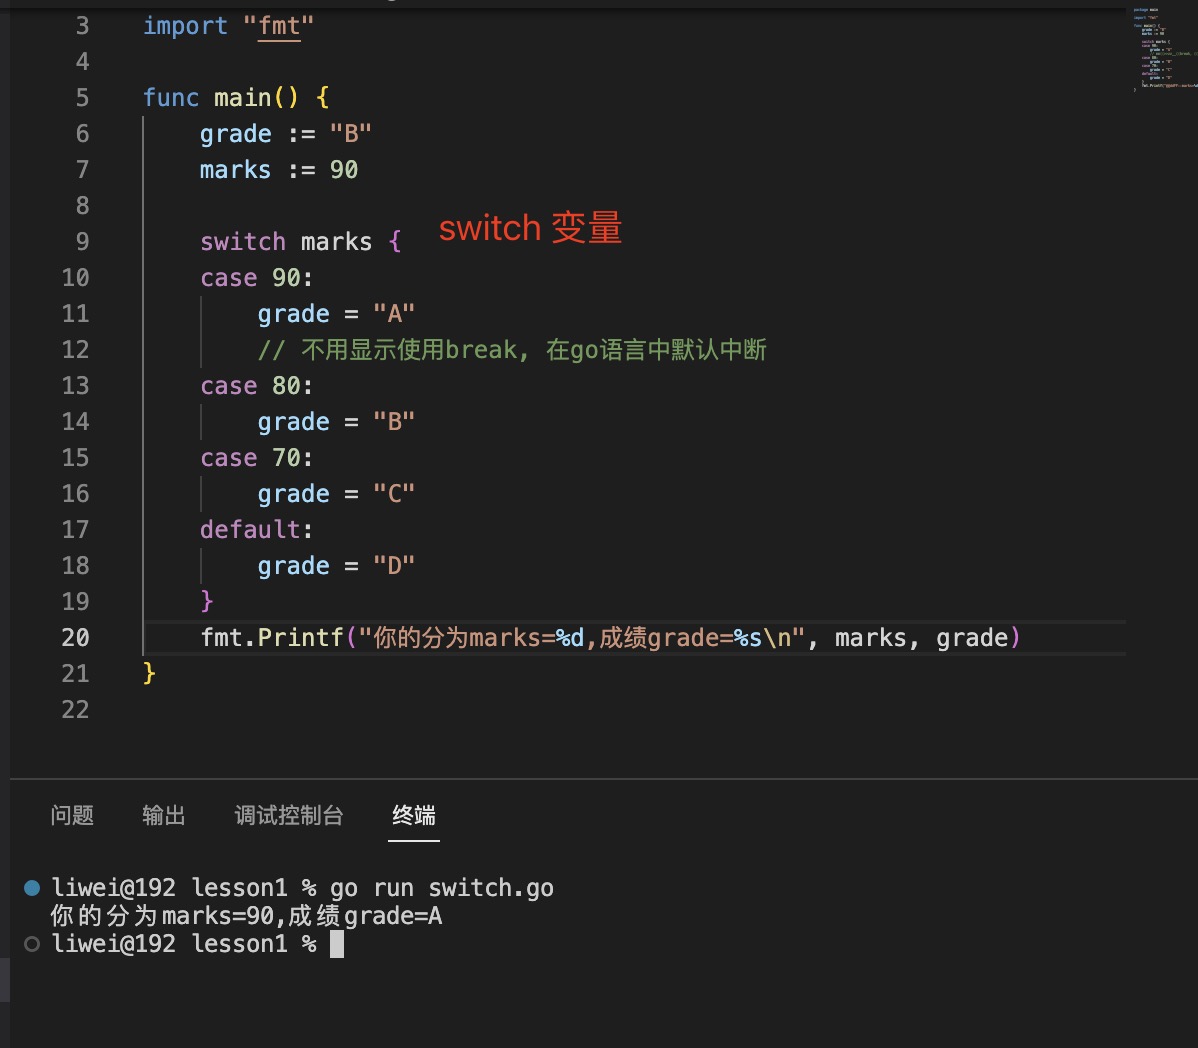 3 import "fmt"
4
5 func main() {
6 grade := "B"
7 marks := 90
8
switch 变量
9 switch marks {
10 case 90:
11 grade = "A"
12 // 不用显示使用break, 在go语言中默认中断
13 case 80:
14 grade = "B"
15 case 70:
16 grade = "C"
17 default:
18 grade = "D"
19 }
20 fmt.Printf("你的分为marks=%d,成绩grade=%s\n", marks, grade)
21 }
22
问题 输出 调试控制台 终端
liwei@192 lesson1 % go run switch.go
你的分为marks=90,成绩grade=A
liwei@192 lesson1 %